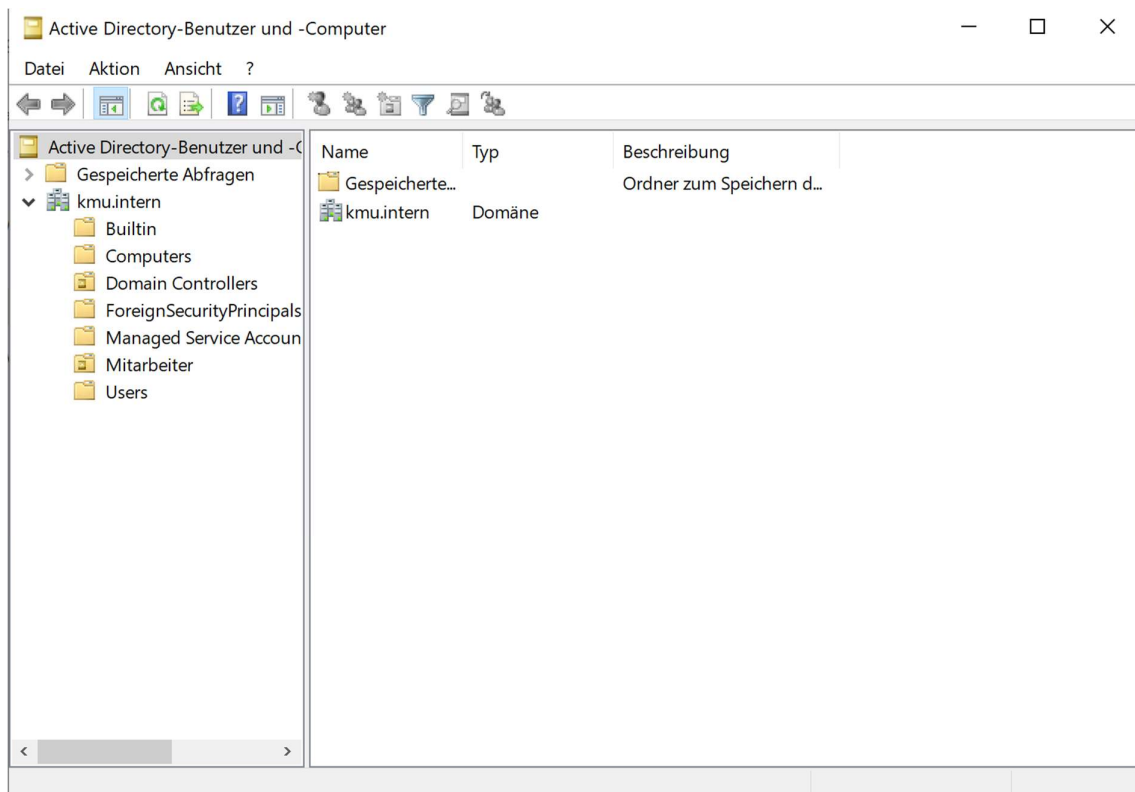 Active Directory-Benutzer und -Computer
Datei Aktion Ansicht ?
Active Directory-Benutzer und -C
Gespeicherte Abfragen
kmu.intern
Builtin
Computers
Domain Controllers
ForeignSecurityPrincipals
Managed Service Accoun
Mitarbeiter
Users
Name Typ Beschreibung
Gespeicherte... Ordner zum Speichern d...
kmu.intern Domäne